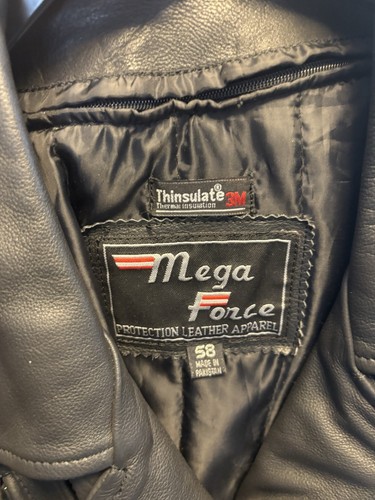 Thinsulate® 3M
Thermal Insulation
Mega
Force
PROTECTION LEATHER APPAREL
58
MADE IN
PAKISTAN